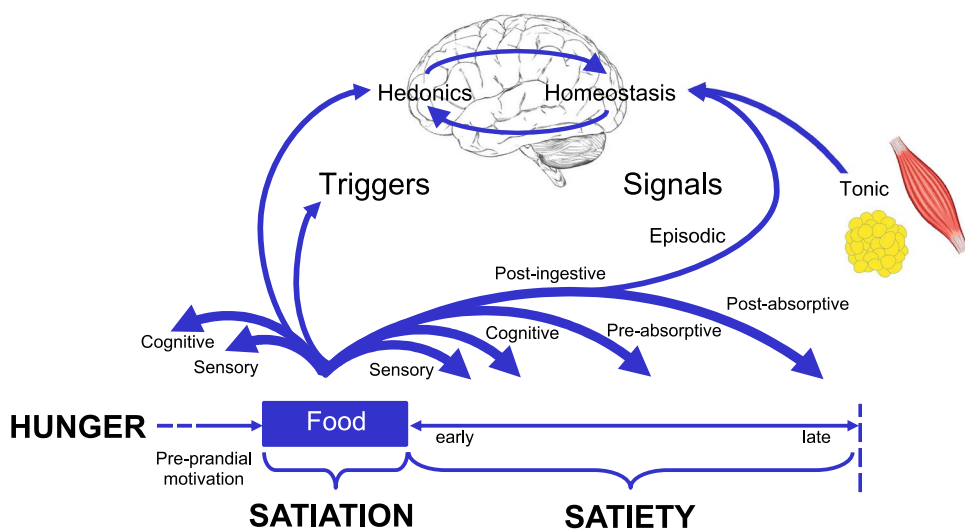 Hedonics
Homeostasis
Triggers
Signals
Tonic
Episodic
Post-ingestive
Post-absorptive
Cognitive
Sensory
Sensory
Cognitive
Pre-absorptive
HUNGER
Food
early
late
Pre-prandial
motivation
SATIATION
SATIETY